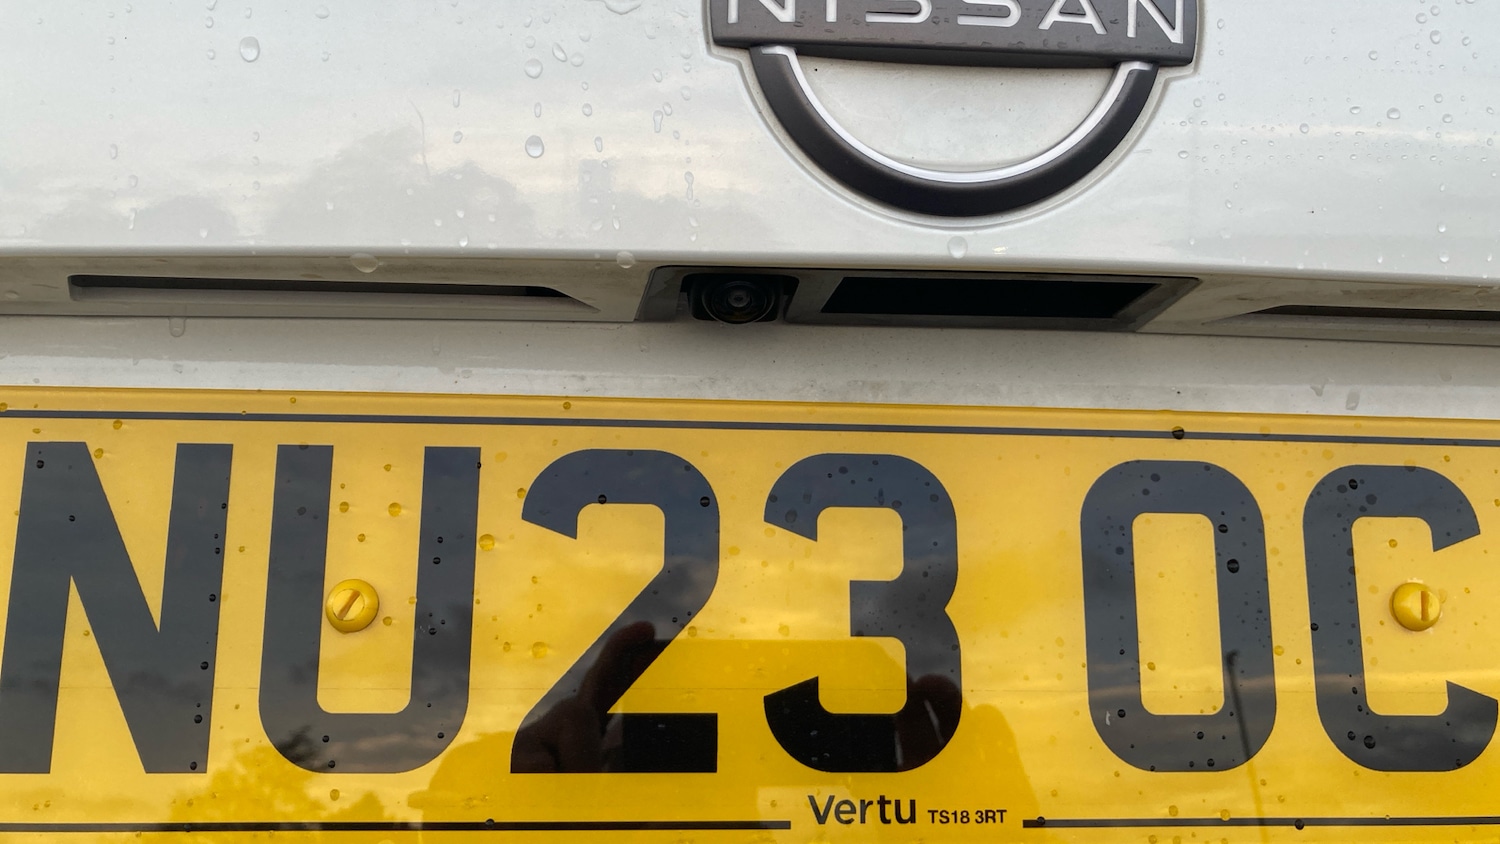 NISSAN
NU23 OC
Vertu TS18 3RT